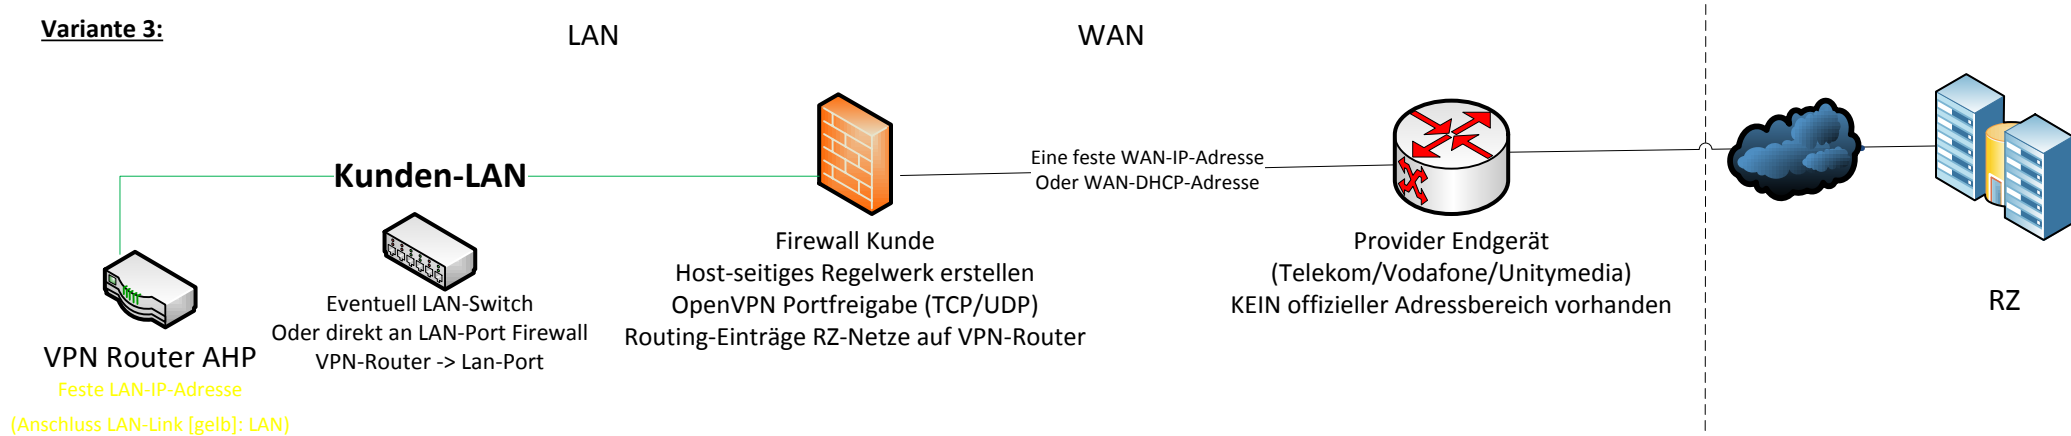 Variante 3:
LAN
WAN
Kunden-LAN
Eine feste WAN-IP-Adresse
Oder WAN-DHCP-Adresse
VPN Router AHP
Feste LAN-IP-Adresse
(Anschluss LAN-Link [gelb]: LAN)
Eventuell LAN-Switch
Oder direkt an LAN-Port Firewall
VPN-Router -> Lan-Port
Firewall Kunde
Host-seitiges Regelwerk erstellen
OpenVPN Portfreigabe (TCP/UDP)
Routing-Einträge RZ-Netze auf VPN-Router
Provider Endgerät
(Telekom/Vodafone/Unitymedia)
KEIN offizieller Adressbereich vorhanden
RZ